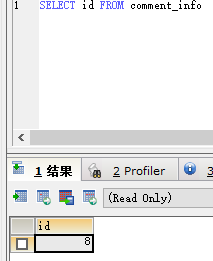 1 SELECT id FROM comment_info
1 结果
2 Profiler
3
(Read Only)
id
8